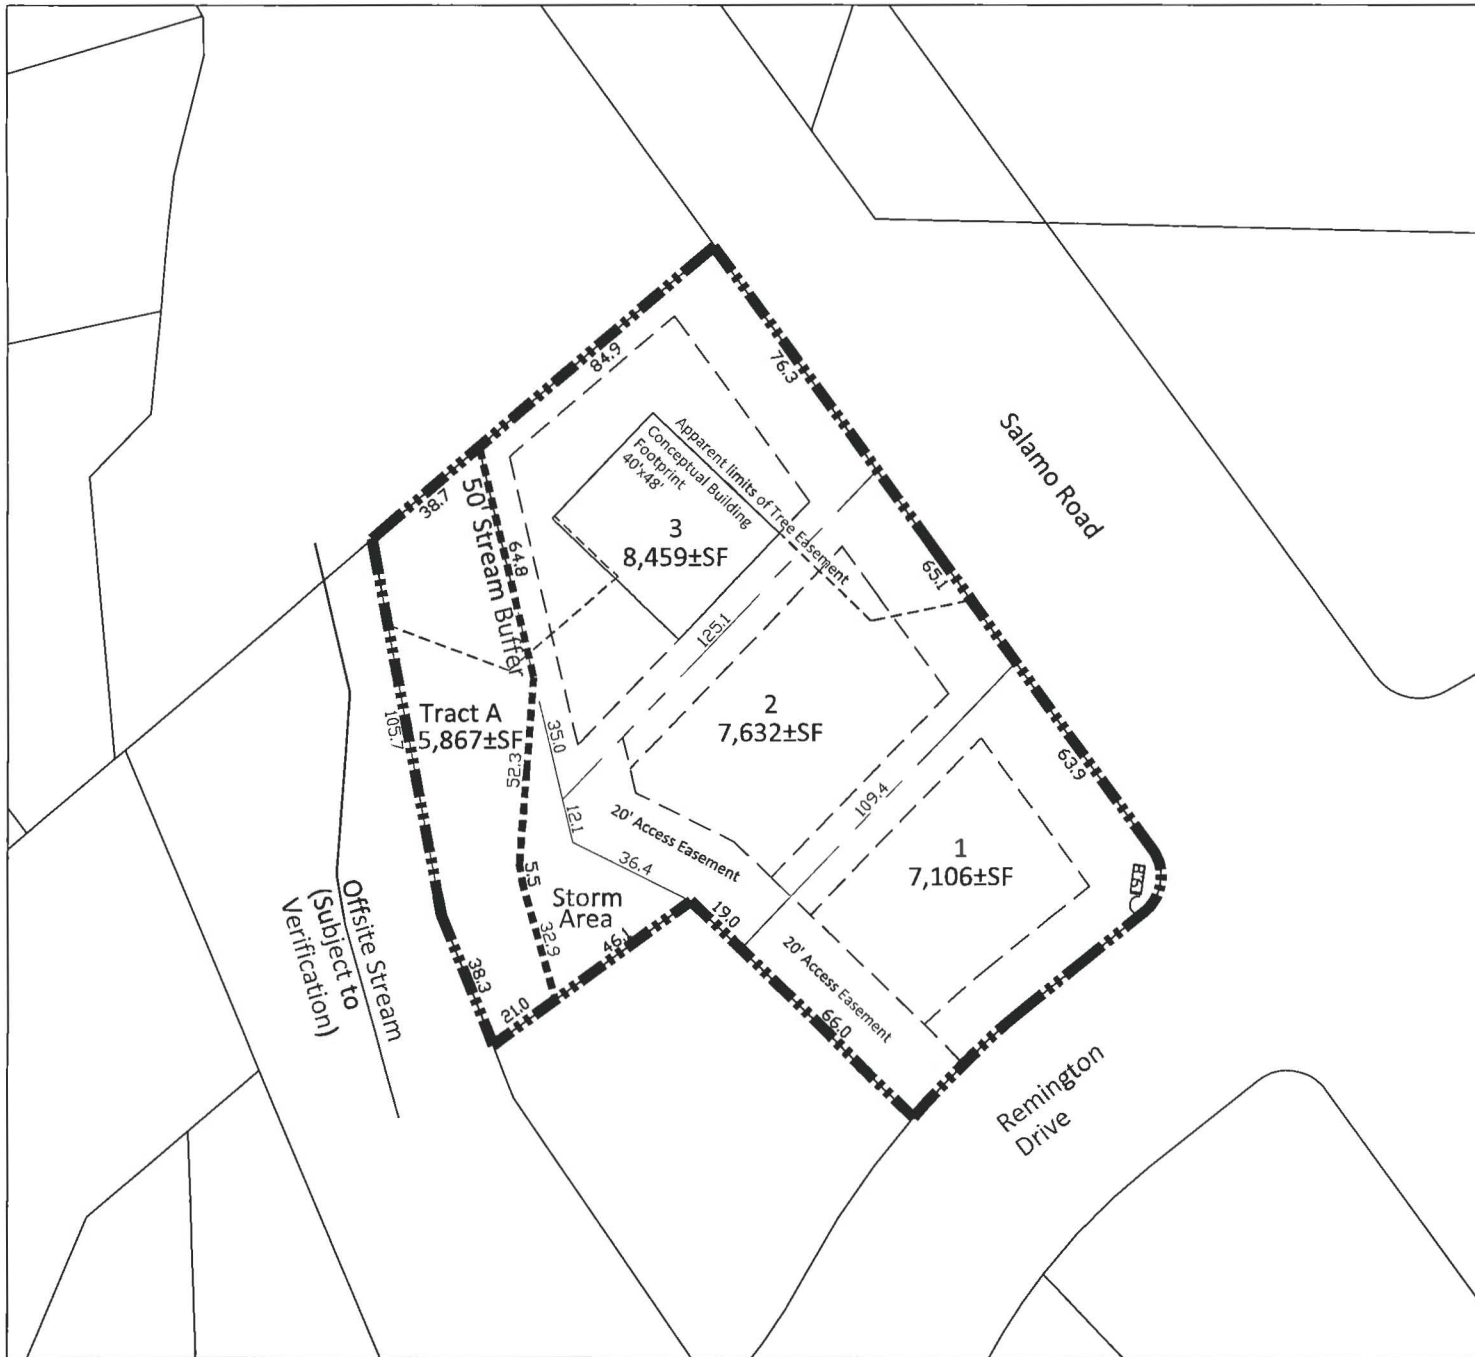 84.9
76.3
Salamo Road
38.7
50' Stream Buffer
64.8
Apparent limits of Tree Easement
Conceptual Building
Footprint
40'x48'
3
8,459±SF
65.1
125.1
Tract A
5,867±SF
105.7
52.3
35.0
2
7,632±SF
63.9
109.4
12.1
20' Access Easement
36.4
1
7,106±SF
5.5
Storm
Area
32.9
46.1
19.0
20' Access Easement
66.0
38.3
21.0
Offsite Stream
(Subject to
Verification)
Remington
Drive